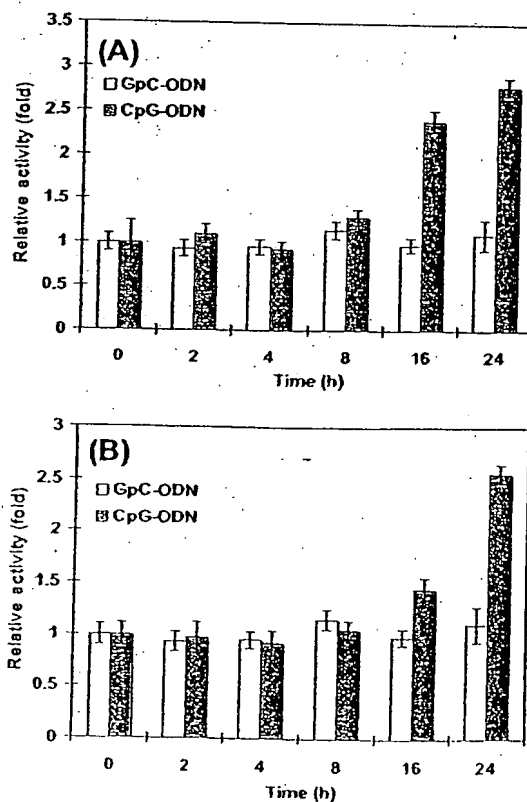 (A)
GpC-ODN
CpG-ODN
Relative activity (fold)
3.5
3
2.5
2
1.5
1
0.5
0
0 2 4 8 16 24
Time (h)
(B)
GpC-ODN
CpG-ODN
Relative activity (fold)
3
2.5
2
1.5
1
0.5
0
0 2 4 8 16 24
Time (h)